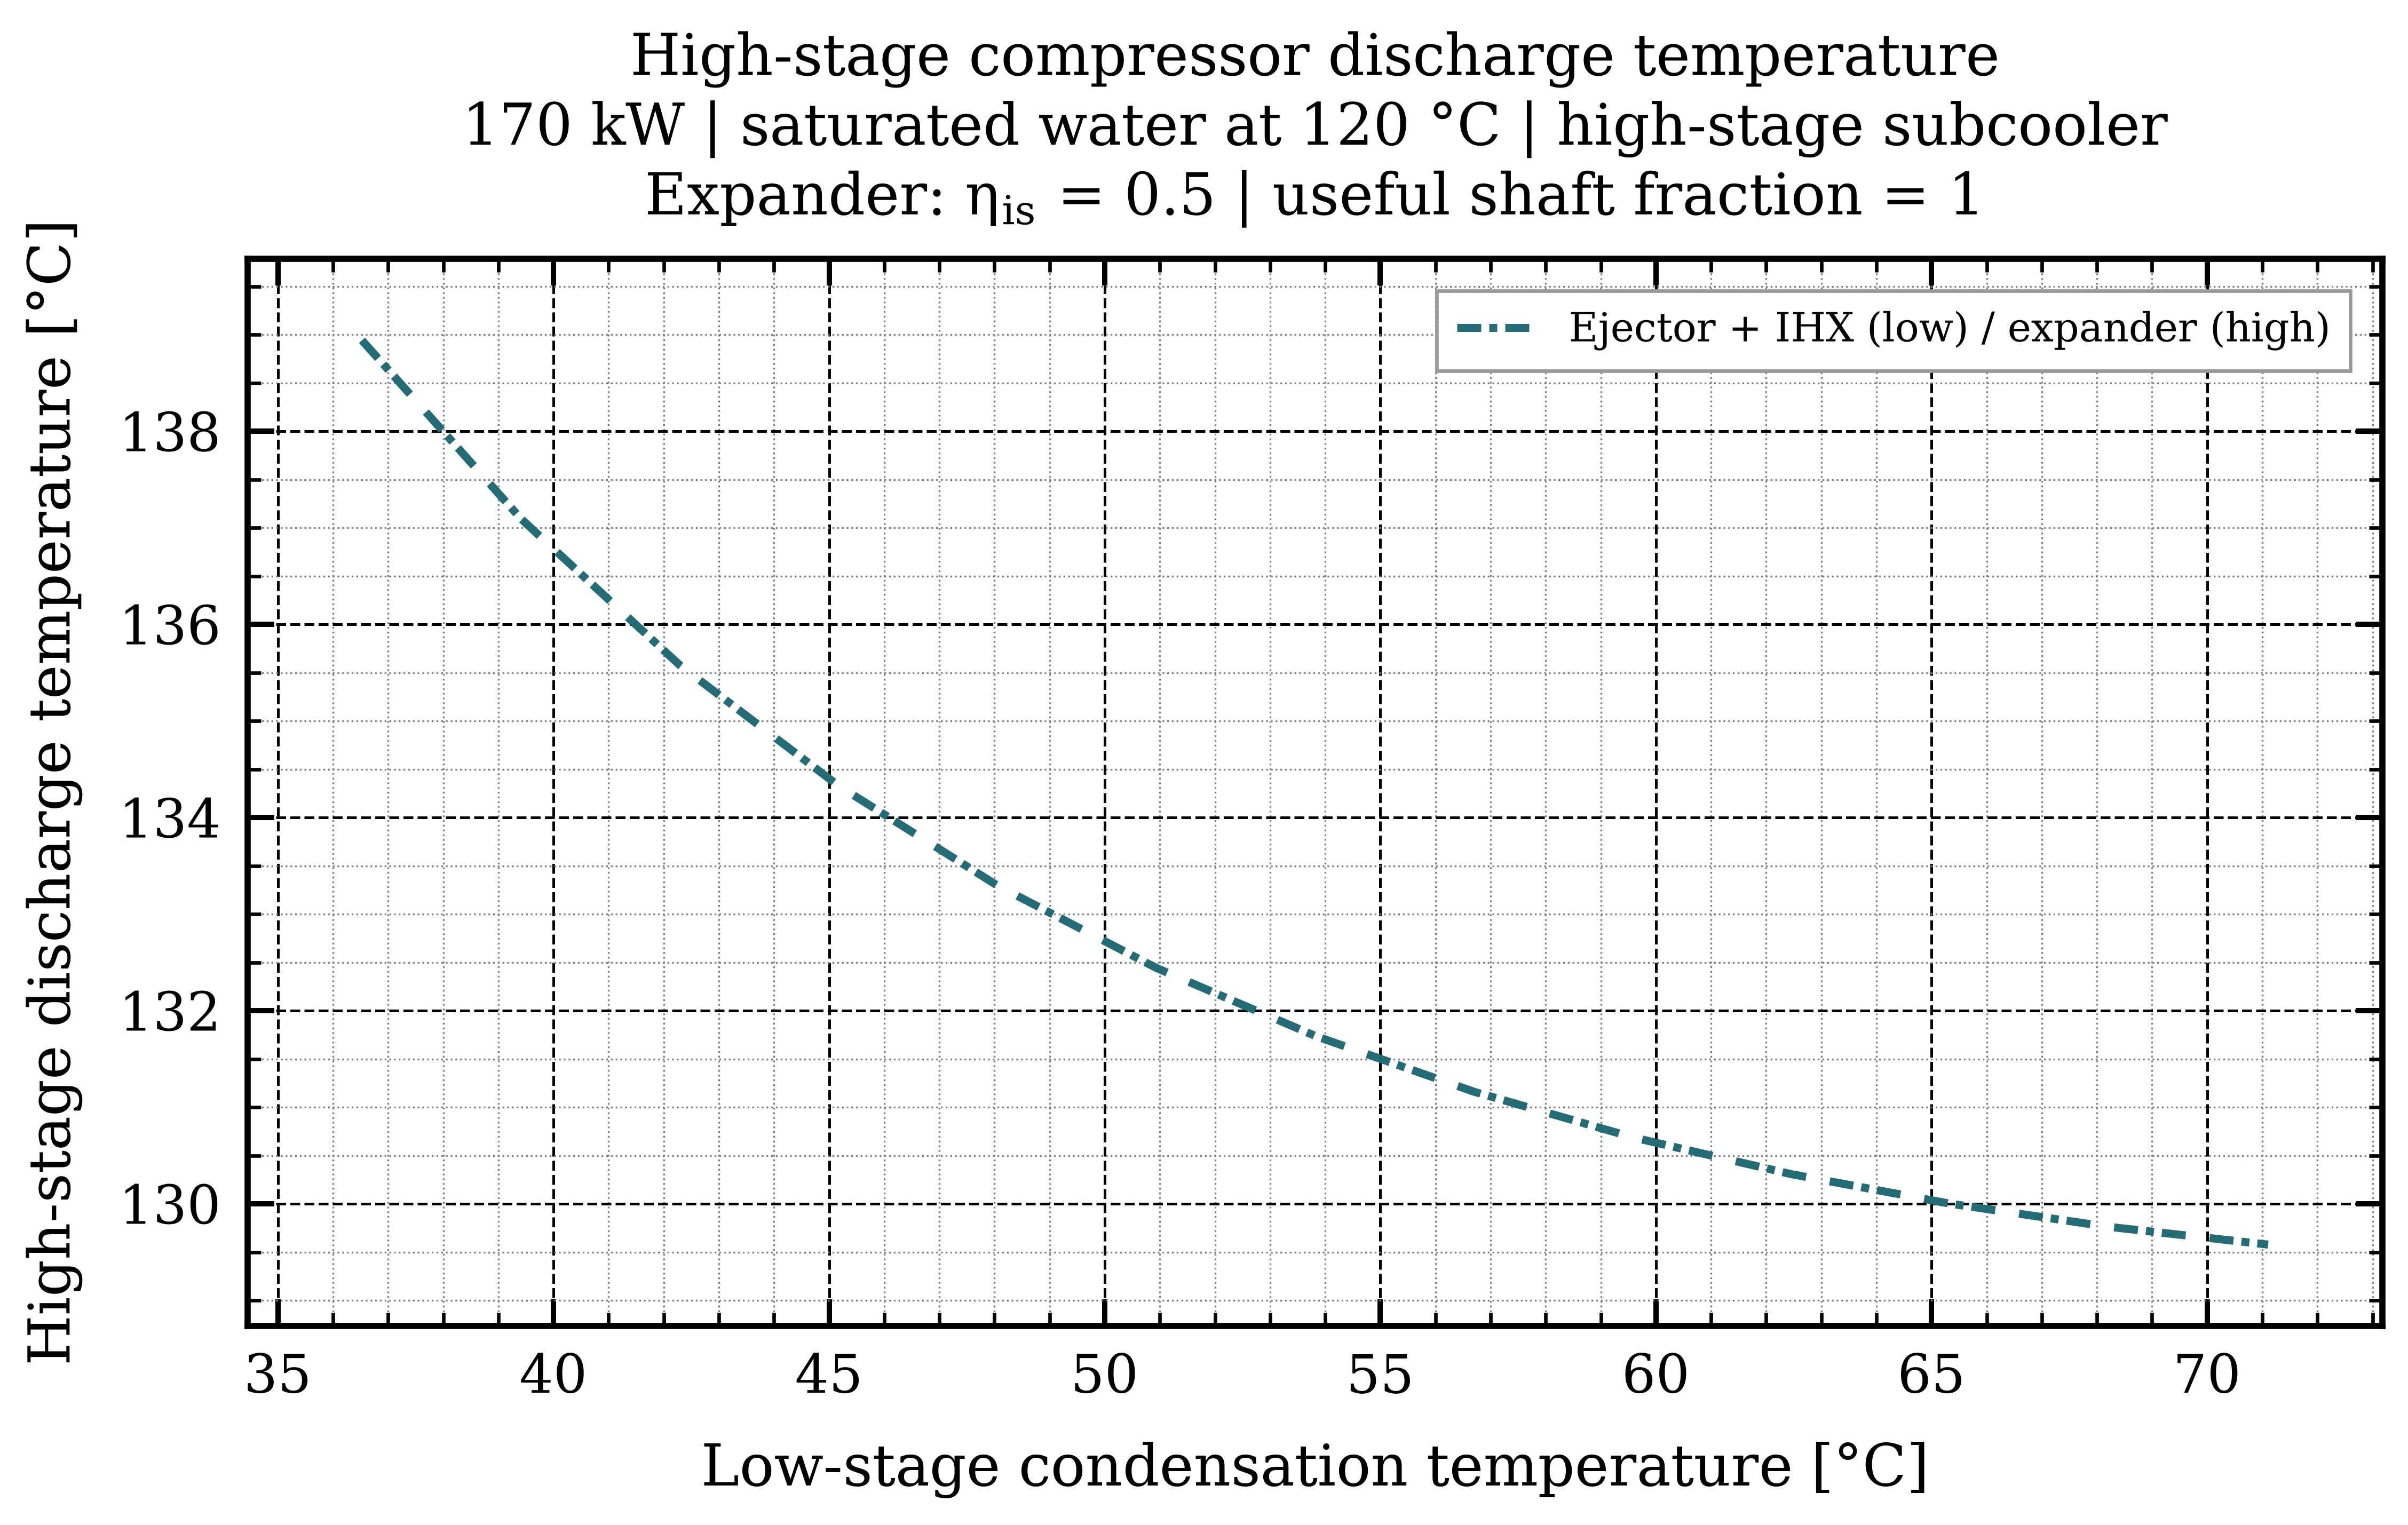 High-stage compressor discharge temperature
170 kW | saturated water at 120 °C | high-stage subcooler
Expander: ηis = 0.5 | useful shaft fraction = 1
High-stage discharge temperature [°C]
Ejector + IHX (low) / expander (high)
138
136
134
132
130
35 40 45 50 55 60 65 70
Low-stage condensation temperature [°C]